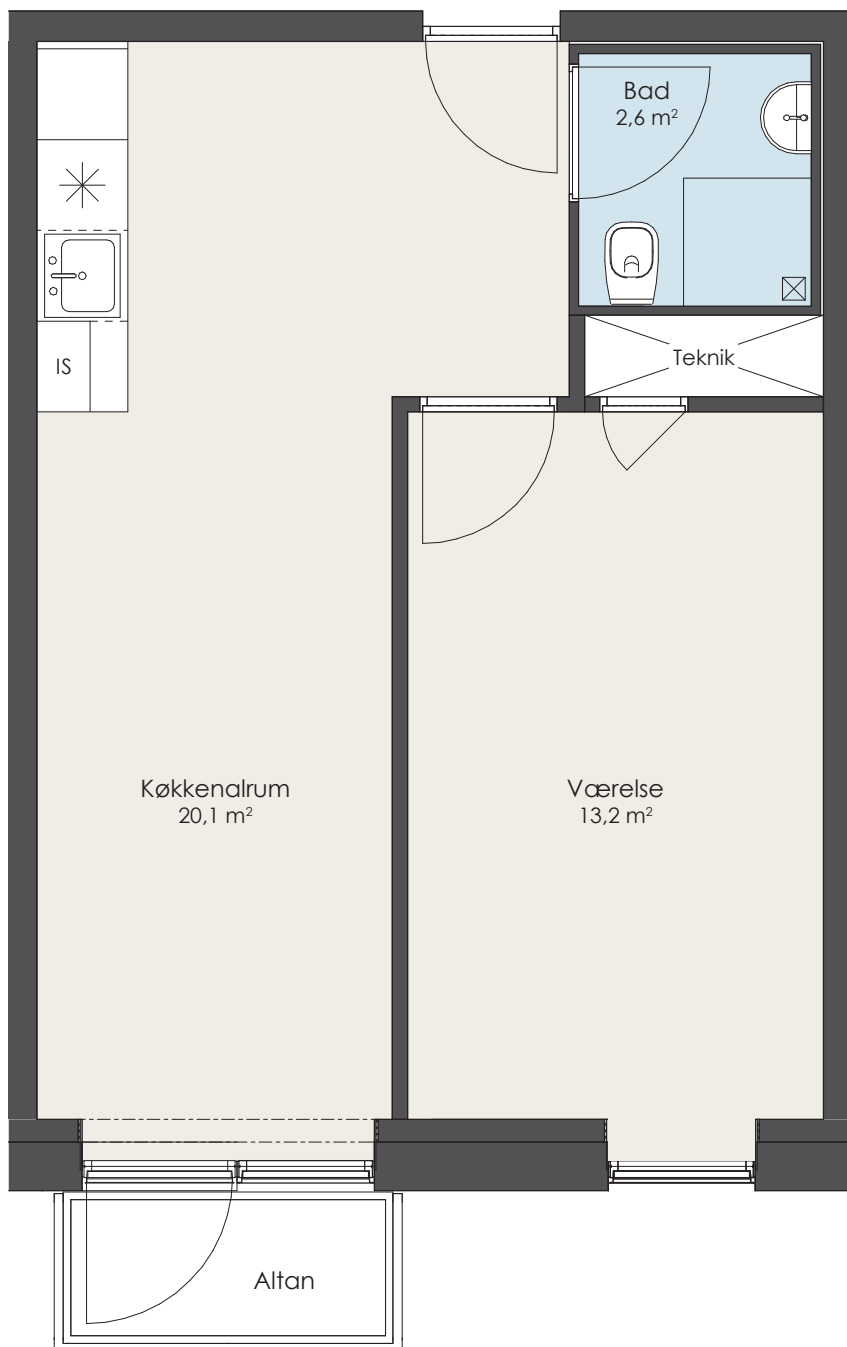 Bad
2,6 m²
IS
Teknik
Køkkenalrum
20,1 m²
Værelse
13,2 m²
Altan